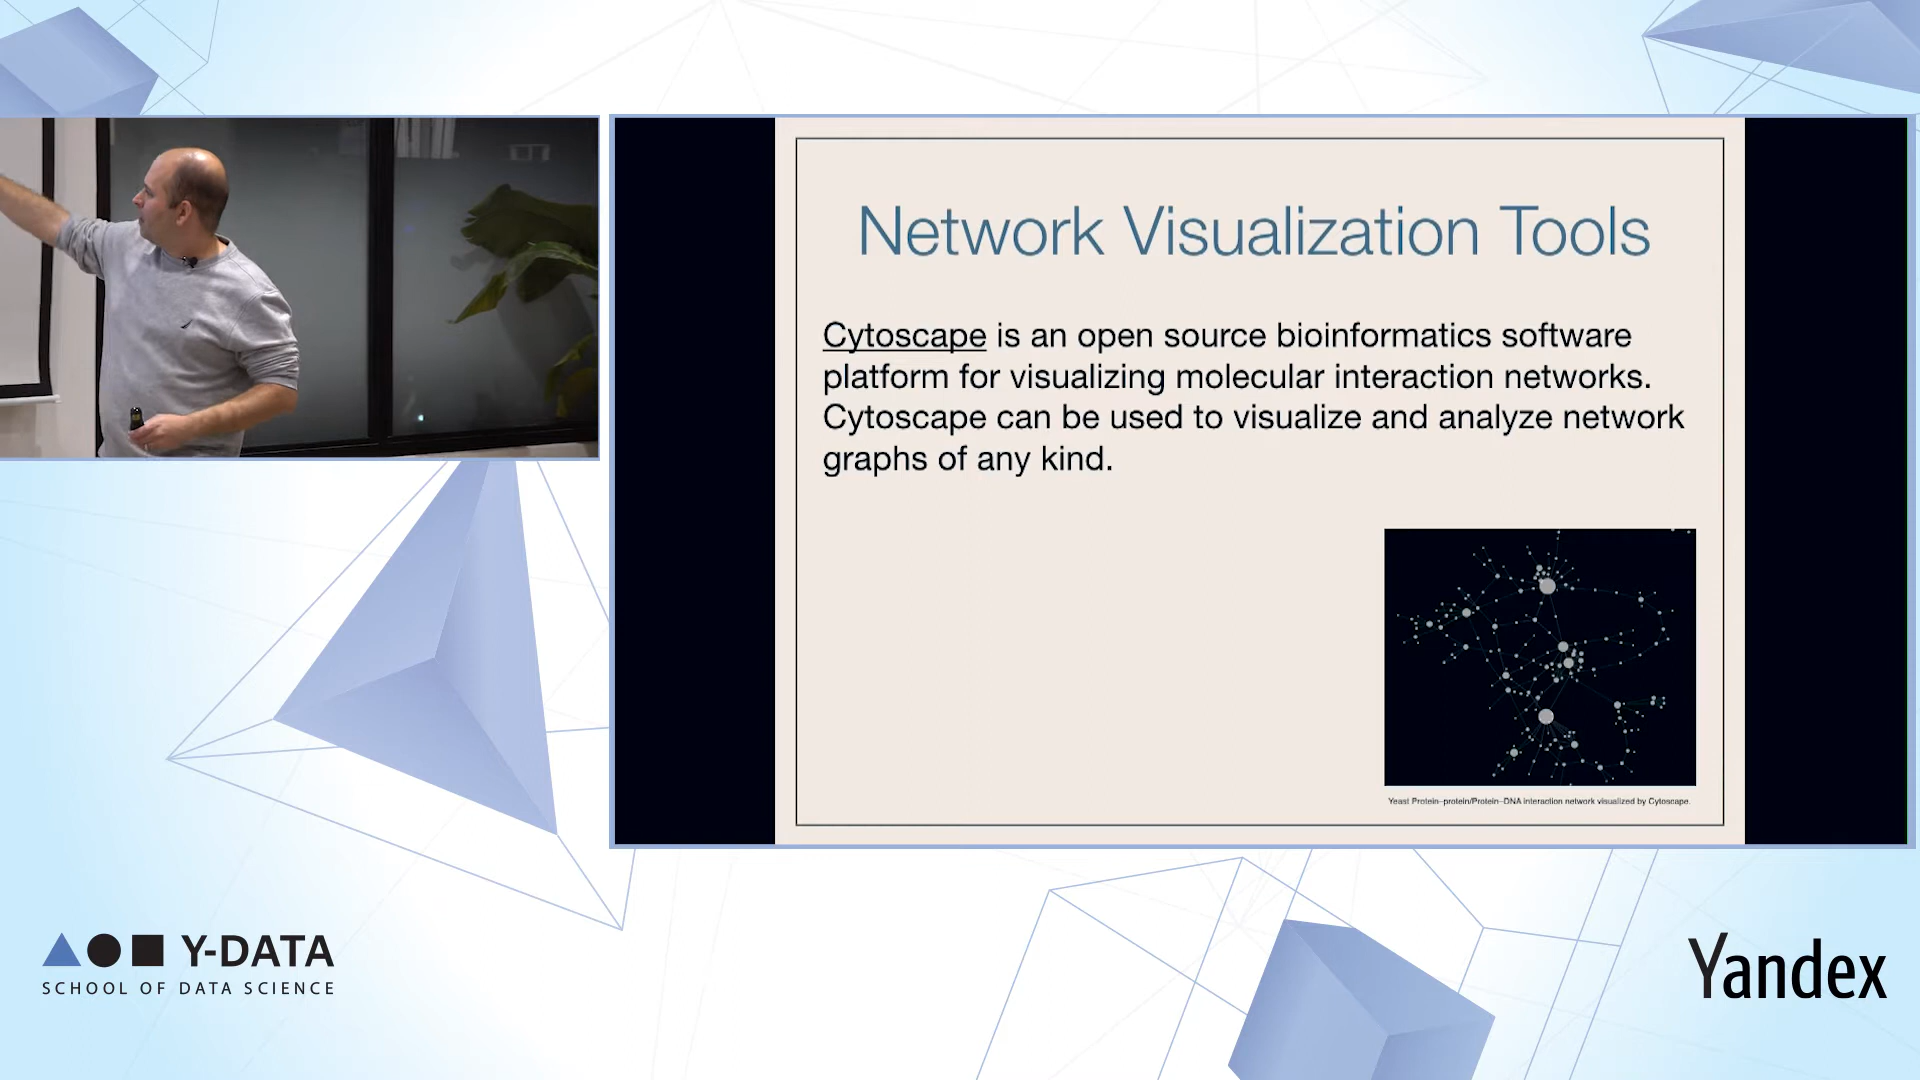 Network Visualization Tools
Cytoscape is an open source bioinformatics software
platform for visualizing molecular interaction networks.
Cytoscape can be used to visualize and analyze network
graphs of any kind.
Yeast Protein–protein/Protein–DNA interaction network visualized by Cytoscape.
Y-DATA
SCHOOL OF DATA SCIENCE
Yandex